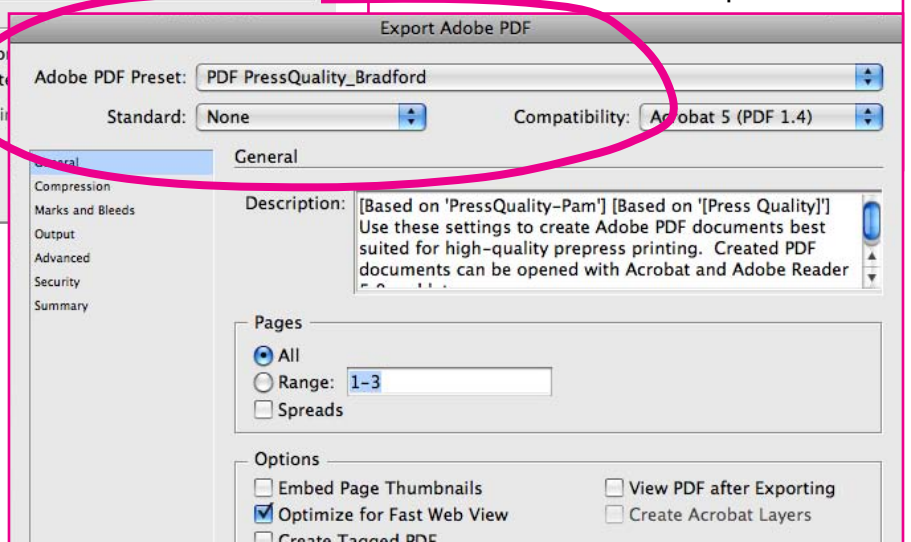 Export Adobe PDF
Adobe PDF Preset: PDF PressQuality_Bradford
Standard: None Compatibility: Acrobat 5 (PDF 1.4)
General
Compression
Marks and Bleeds
Output
Advanced
Security
Summary
General
Description: [Based on 'PressQuality-Pam'] [Based on '[Press Quality]']
Use these settings to create Adobe PDF documents best
suited for high-quality prepress printing. Created PDF
documents can be opened with Acrobat and Adobe Reader
Pages
All
Range: 1-3
Spreads
Options
Embed Page Thumbnails View PDF after Exporting
Optimize for Fast Web View Create Acrobat Layers
Create Tagged PDF